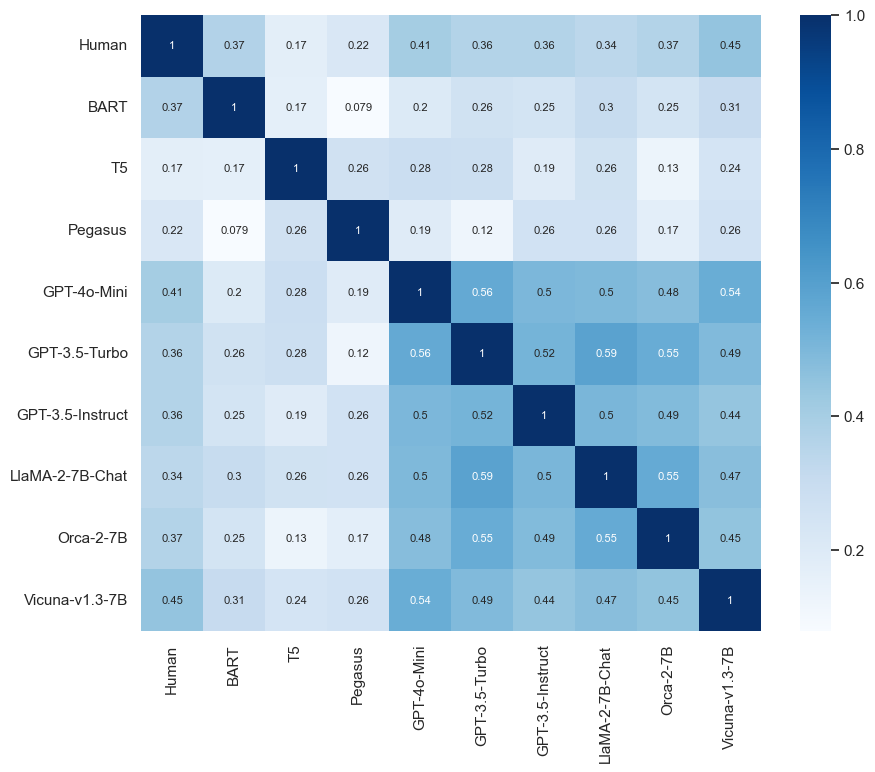 Human 1 0.37 0.17 0.22 0.41 0.36 0.36 0.34 0.37 0.45
BART 0.37 1 0.17 0.079 0.2 0.26 0.25 0.3 0.25 0.31
T5 0.17 0.17 1 0.26 0.28 0.28 0.19 0.26 0.13 0.24
Pegasus 0.22 0.079 0.26 1 0.19 0.12 0.26 0.26 0.17 0.26
GPT-4o-Mini 0.41 0.2 0.28 0.19 1 0.56 0.5 0.5 0.48 0.54
GPT-3.5-Turbo 0.36 0.26 0.28 0.12 0.56 1 0.52 0.59 0.55 0.49
GPT-3.5-Instruct 0.36 0.25 0.19 0.26 0.5 0.52 1 0.5 0.49 0.44
LlaMA-2-7B-Chat 0.34 0.3 0.26 0.26 0.5 0.59 0.5 1 0.55 0.47
Orca-2-7B 0.37 0.25 0.13 0.17 0.48 0.55 0.49 0.55 1 0.45
Vicuna-v1.3-7B 0.45 0.31 0.24 0.26 0.54 0.49 0.44 0.47 0.45 1
Human
BART
T5
Pegasus
GPT-4o-Mini
GPT-3.5-Turbo
GPT-3.5-Instruct
LlaMA-2-7B-Chat
Orca-2-7B
Vicuna-v1.3-7B
1.0
0.8
0.6
0.4
0.2